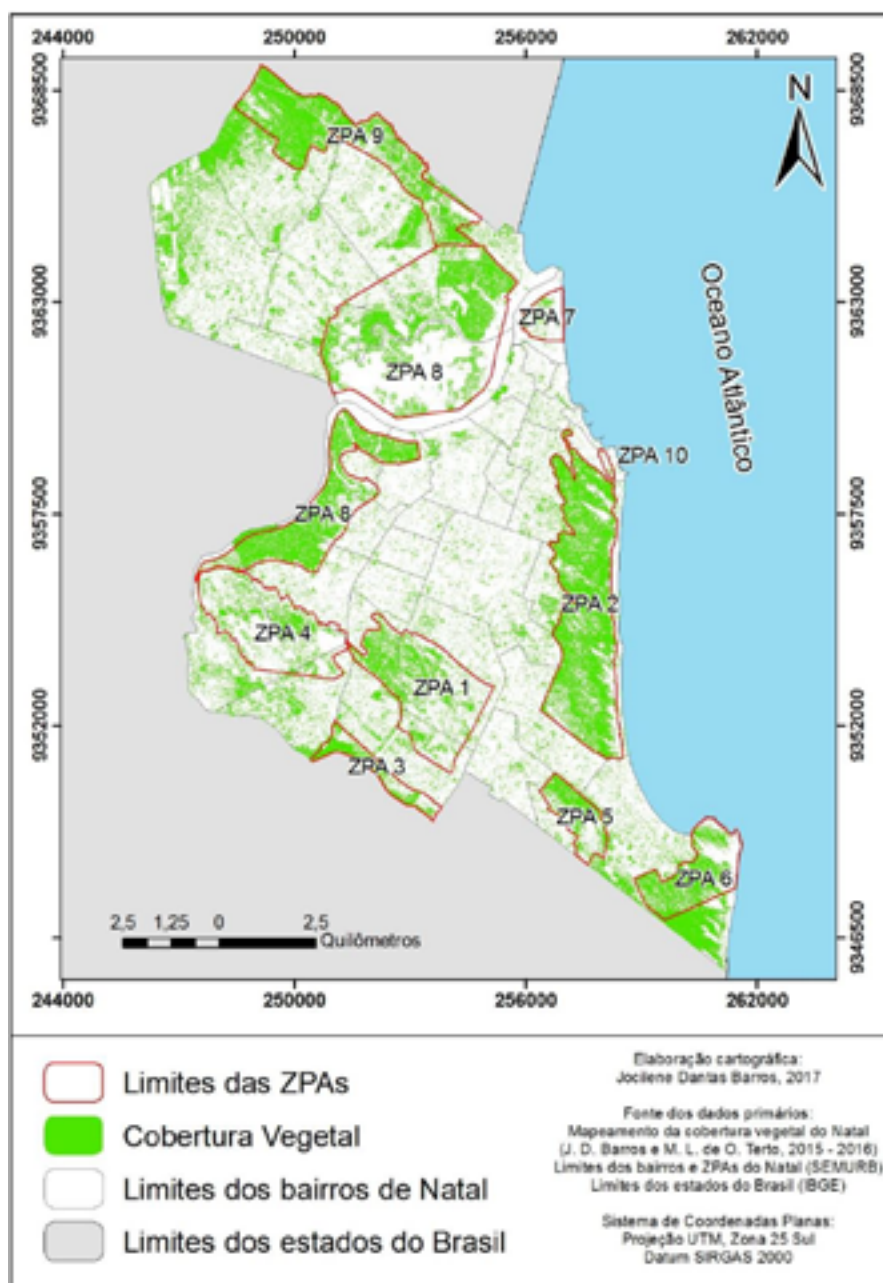 244000 250000 256000 262000
9368500
9368500
N
ZPA 9
9363000
9363000
ZPA 7
Oceano Atlântico
ZPA 8
ZPA 10
9357500
9357500
ZPA 8
ZPA 2
ZPA 4
ZPA 1
9352000
9352000
ZPA 3
ZPA 5
ZPA 6
2,5 1,25 0 2,5
Quilômetros
9346500
244000 250000 256000 262000
Limites das ZPAs
Cobertura Vegetal
Limites dos bairros de Natal
Limites dos estados do Brasil
Elaboração cartográfica:
Jocilene Dantas Barros, 2017
Fonte dos dados primários:
Mapeamento da cobertura vegetal do Natal
(J. D. Barros e M. L. de O. Terto, 2015 - 2016)
Limites dos bairros e ZPAs do Natal (SEMURB)
Limites dos estados do Brasil (IBGE)
Sistema de Coordenadas Planas:
Projeção UTM, Zona 25 Sul
Datum SIRGAS 2000